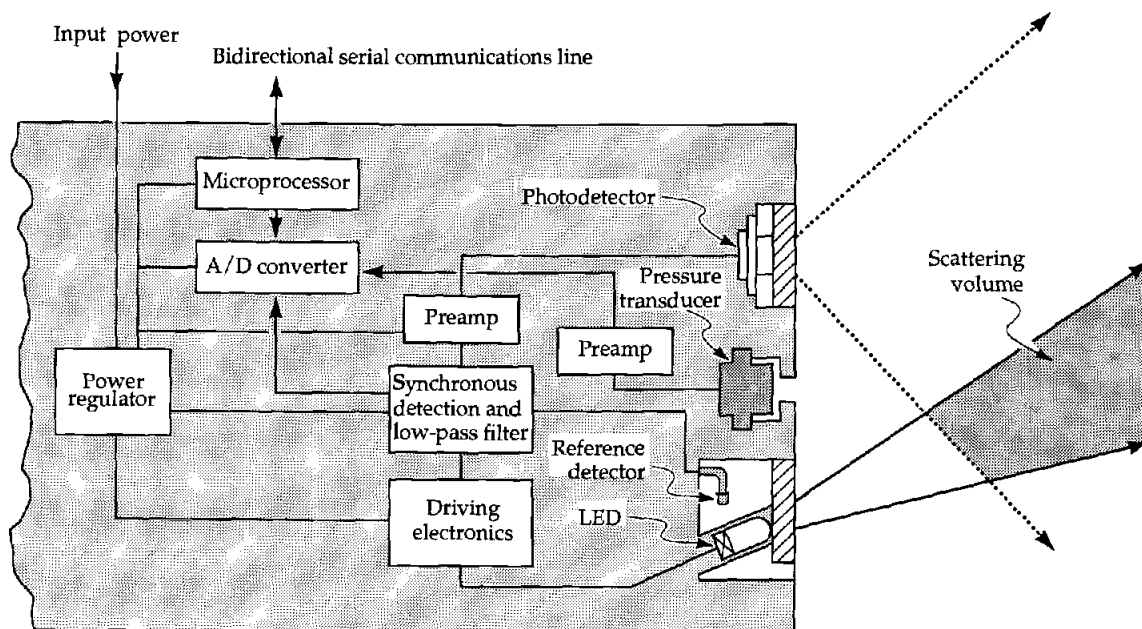 Input power
Bidirectional serial communications line
Microprocessor
Photodetector
A/D converter
Pressure
transducer
Scattering
volume
Preamp
Preamp
Power
regulator
Synchronous
detection and
low-pass filter
Reference
detector
LED
Driving
electronics